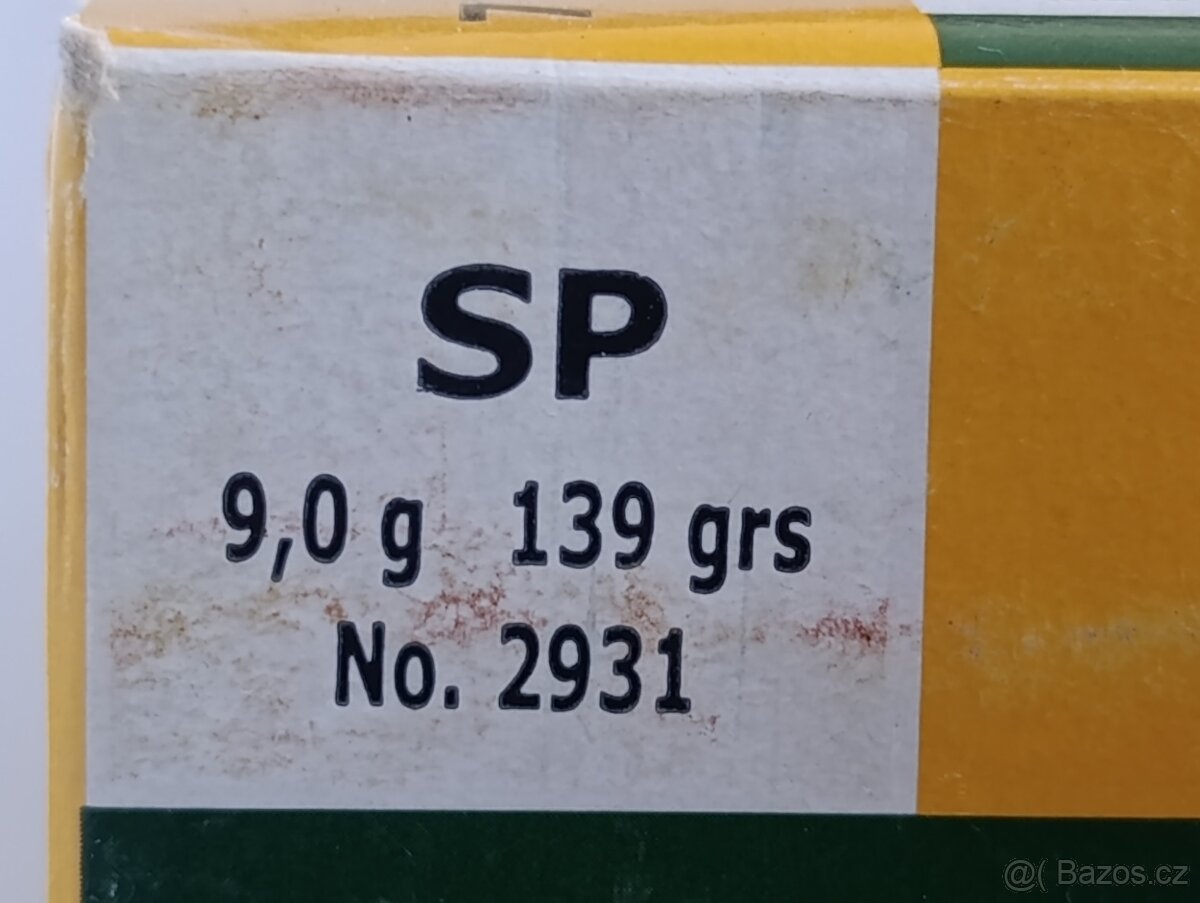 SP
9,0 g 139 grs
No. 2931
@( Bazos.cz